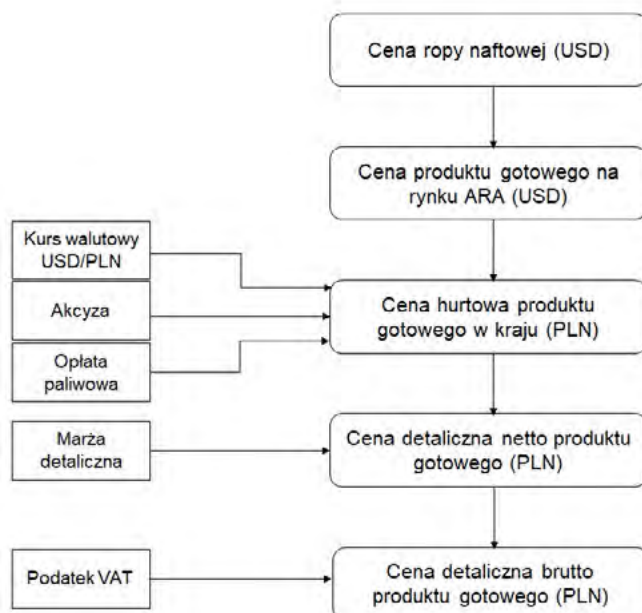 Cena ropy naftowej (USD)
Cena produktu gotowego na
rynku ARA (USD)
Kurs walutowy
USD/PLN
Akcyza
Opłata
paliwowa
Cena hurtowa produktu
gotowego w kraju (PLN)
Marża
detaliczna
Cena detaliczna netto produktu
gotowego (PLN)
Podatek VAT
Cena detaliczna brutto
produktu gotowego (PLN)